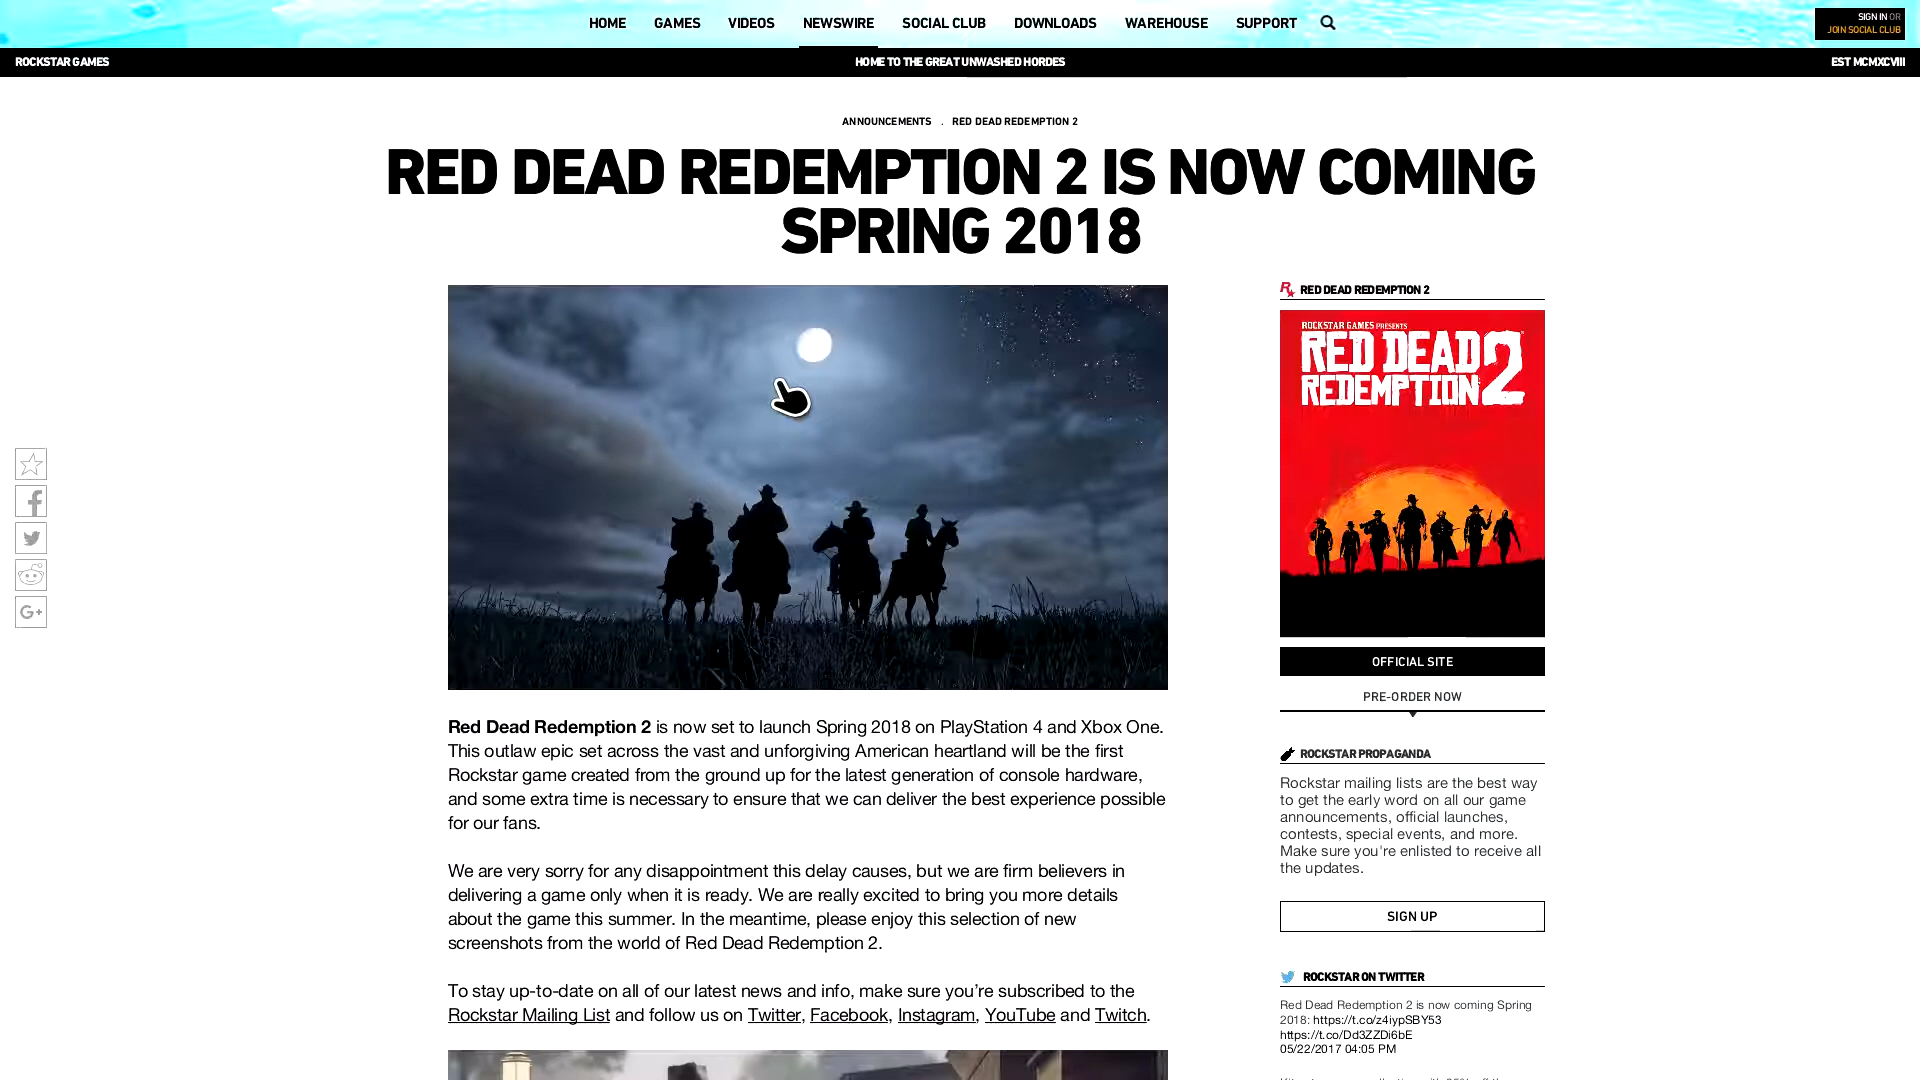 HOME GAMES VIDEOS NEWSWIRE SOCIAL CLUB DOWNLOADS WAREHOUSE SUPPORT
SIGN IN OR
JOIN SOCIAL CLUB
ROCKSTAR GAMES HOME TO THE GREAT UNWASHED HORDES EST MCMXCVIII
ANNOUNCEMENTS . RED DEAD REDEMPTION 2
RED DEAD REDEMPTION 2 IS NOW COMING
SPRING 2018
Red Dead Redemption 2 is now set to launch Spring 2018 on PlayStation 4 and Xbox One.
This outlaw epic set across the vast and unforgiving American heartland will be the first
Rockstar game created from the ground up for the latest generation of console hardware,
and some extra time is necessary to ensure that we can deliver the best experience possible
for our fans.
We are very sorry for any disappointment this delay causes, but we are firm believers in
delivering a game only when it is ready. We are really excited to bring you more details
about the game this summer. In the meantime, please enjoy this selection of new
screenshots from the world of Red Dead Redemption 2.
To stay up-to-date on all of our latest news and info, make sure you're subscribed to the
Rockstar Mailing List and follow us on Twitter, Facebook, Instagram, YouTube and Twitch.
RED DEAD REDEMPTION 2
ROCKSTAR GAMES PRESENTS
RED DEAD
REDEMPTION 2
OFFICIAL SITE
PRE-ORDER NOW
ROCKSTAR PROPAGANDA
Rockstar mailing lists are the best way
to get the early word on all our game
announcements, official launches,
contests, special events, and more.
Make sure you're enlisted to receive all
the updates.
SIGN UP
ROCKSTAR ON TWITTER
Red Dead Redemption 2 is now coming Spring
2018: https://t.co/z4iypSBY53
https://t.co/Dd3ZZDi6bE
05/22/2017 04:05 PM